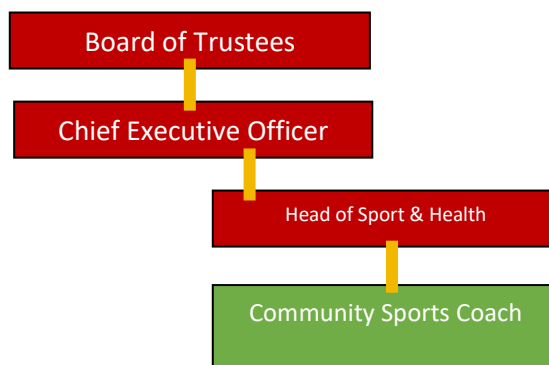 Board of Trustees
Chief Executive Officer
Head of Sport & Health
Community Sports Coach